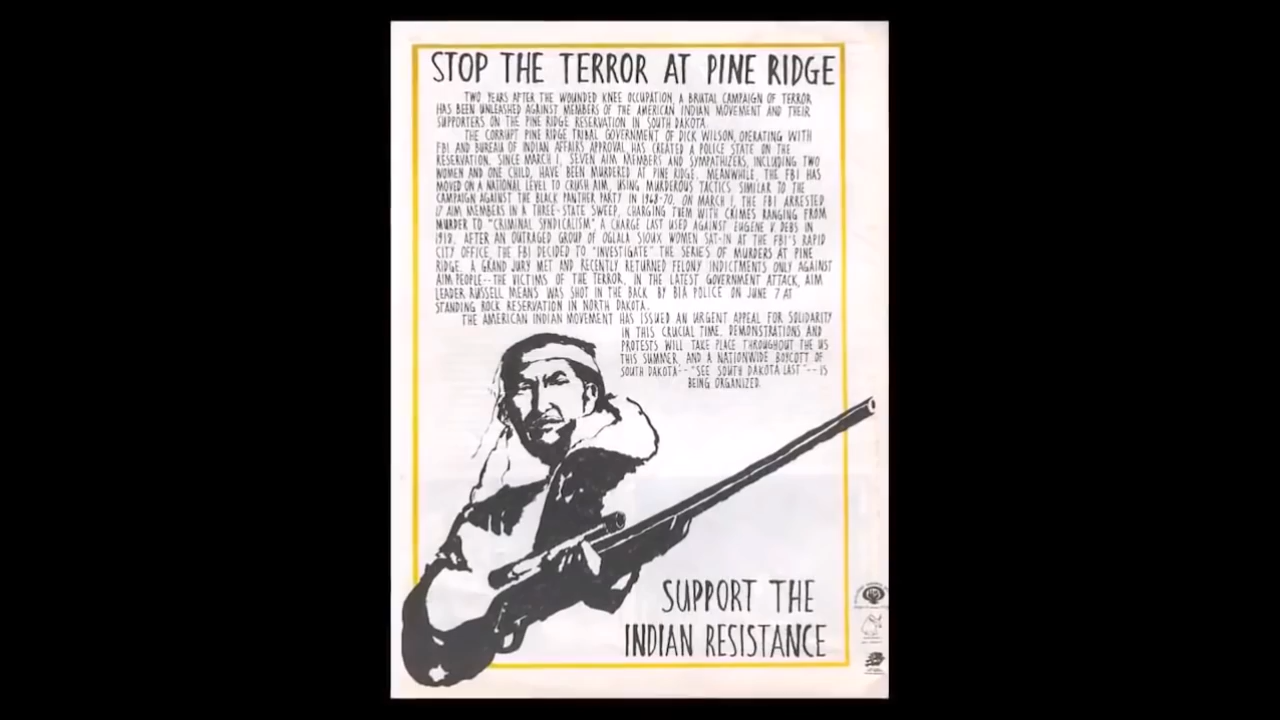 STOP THE TERROR AT PINE RIDGE
TWO YEARS AFTER THE WOUNDED KNEE OCCUPATION, A BRUTAL CAMPAIGN OF TERROR
HAS BEEN UNLEASHED AGAINST MEMBERS OF THE AMERICAN INDIAN MOVEMENT AND THEIR
SUPPORTERS ON THE PINE RIDGE RESERVATION IN SOUTH DAKOTA.
THE CORRUPT PINE RIDGE TRIBAL GOVERNMENT OF DICK WILSON, OPERATING WITH
FBI AND BUREAU OF INDIAN AFFAIRS APPROVAL, HAS CREATED A POLICE STATE ON THE
RESERVATION. SINCE MARCH 1, SEVEN AIM MEMBERS AND SYMPATHIZERS, INCLUDING TWO
WOMEN AND ONE CHILD, HAVE BEEN MURDERED AT PINE RIDGE. MEANWHILE, THE FBI HAS
MOVED ON A NATIONAL LEVEL TO CRUSH AIM, USING MURDEROUS TACTICS SIMILAR TO THE
CAMPAIGN AGAINST THE BLACK PANTHER PARTY IN 1968-70. ON MARCH 1, THE FBI ARRESTED
17 AIM MEMBERS IN A THREE-STATE SWEEP, CHARGING THEM WITH CRIMES RANGING FROM
MURDER TO "CRIMINAL SYNDICALISM", A CHARGE LAST USED AGAINST EUGENE V. DEBS IN
1918. AFTER AN OUTRAGED GROUP OF OGLALA SIOUX WOMEN SAT-IN AT THE FBI'S RAPID
CITY OFFICE, THE FBI DECIDED TO "INVESTIGATE" THE SERIES OF MURDERS AT PINE
RIDGE. A GRAND JURY MET AND RECENTLY RETURNED FELONY INDICTMENTS ONLY AGAINST
AIM PEOPLE--THE VICTIMS OF THE TERROR. IN THE LATEST GOVERNMENT ATTACK, AIM
LEADER RUSSELL MEANS WAS SHOT IN THE BACK BY BIA POLICE ON JUNE 7 AT
STANDING ROCK RESERVATION IN NORTH DAKOTA.
THE AMERICAN INDIAN MOVEMENT HAS ISSUED AN URGENT APPEAL FOR SOLIDARITY
IN THIS CRUCIAL TIME. DEMONSTRATIONS AND
PROTESTS WILL TAKE PLACE THROUGHOUT THE US
THIS SUMMER, AND A NATIONWIDE BOYCOTT OF
SOUTH DAKOTA--"SEE SOUTH DAKOTA LAST"--IS
BEING ORGANIZED.
SUPPORT THE
INDIAN RESISTANCE